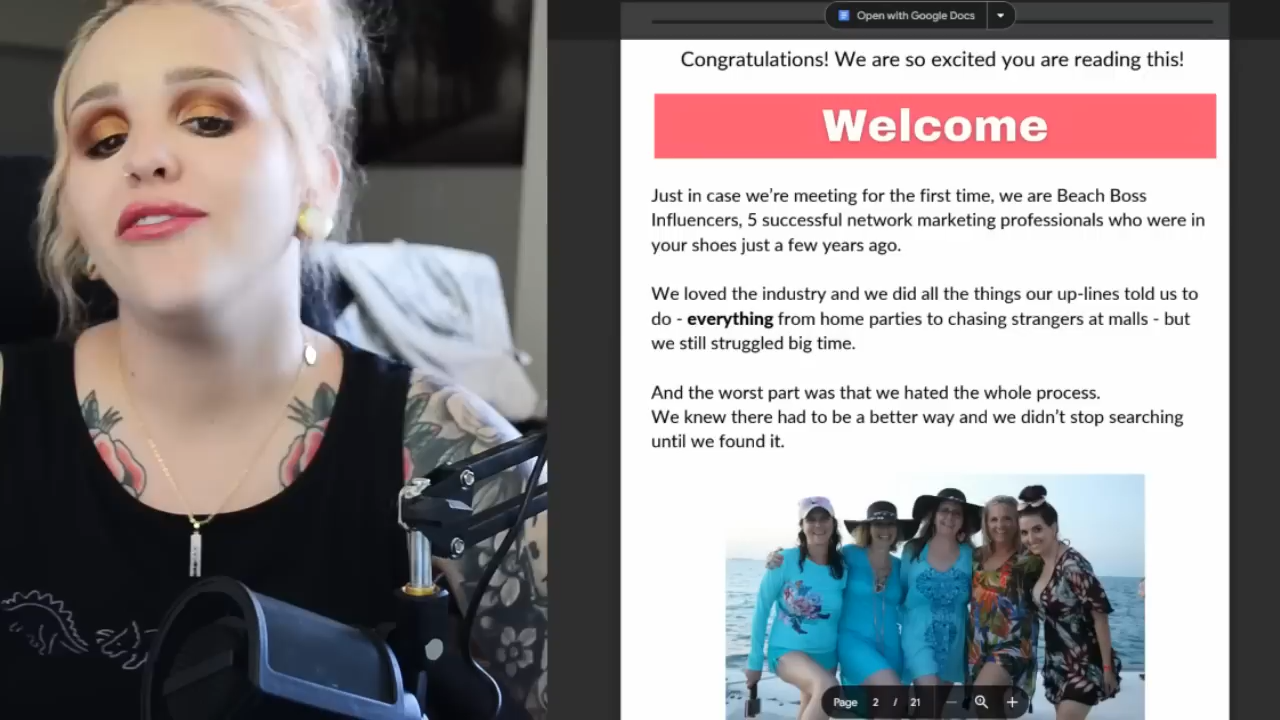 Open with Google Docs
Congratulations! We are so excited you are reading this!
Welcome
Just in case we're meeting for the first time, we are Beach Boss
Influencers, 5 successful network marketing professionals who were in
your shoes just a few years ago.
We loved the industry and we did all the things our up-lines told us to
do - everything from home parties to chasing strangers at malls - but
we still struggled big time.
And the worst part was that we hated the whole process.
We knew there had to be a better way and we didn't stop searching
until we found it.
Page 2 / 21